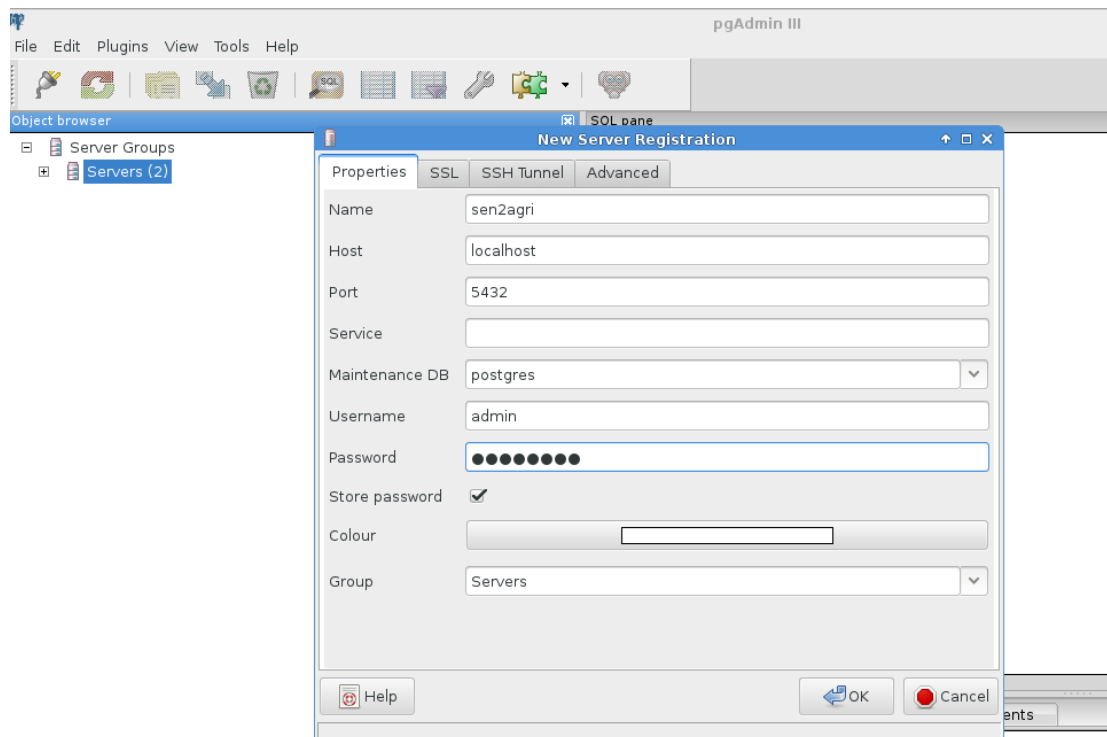 pgAdmin III
File Edit Plugins View Tools Help
SQL
Object browser
SQL pane
Server Groups
Servers (2)
New Server Registration
Properties SSL SSH Tunnel Advanced
Name sen2agri
Host localhost
Port 5432
Service
Maintenance DB postgres
Username admin
Password ●●●●●●●●
Store password
Colour
Group Servers
Help OK Cancel
ents